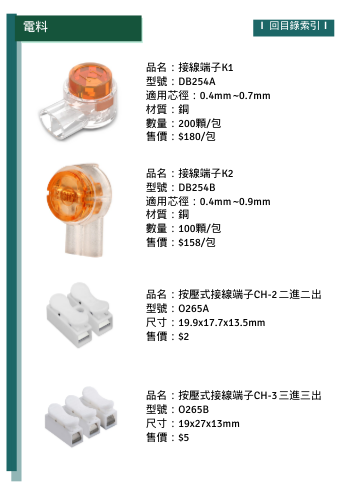 電料
回目錄索引
品名：接線端子K1
型號：DB254A
適用芯徑：0.4mm~0.7mm
材質：銅
數量：200顆/包
售價：$180/包
品名：接線端子K2
型號：DB254B
適用芯徑：0.4mm~0.9mm
材質：銅
數量：100顆/包
售價：$158/包
品名：按壓式接線端子CH-2 二進二出
型號：O265A
尺寸：19.9x17.7x13.5mm
售價：$2
品名：按壓式接線端子CH-3 三進三出
型號：O265B
尺寸：19x27x13mm
售價：$5